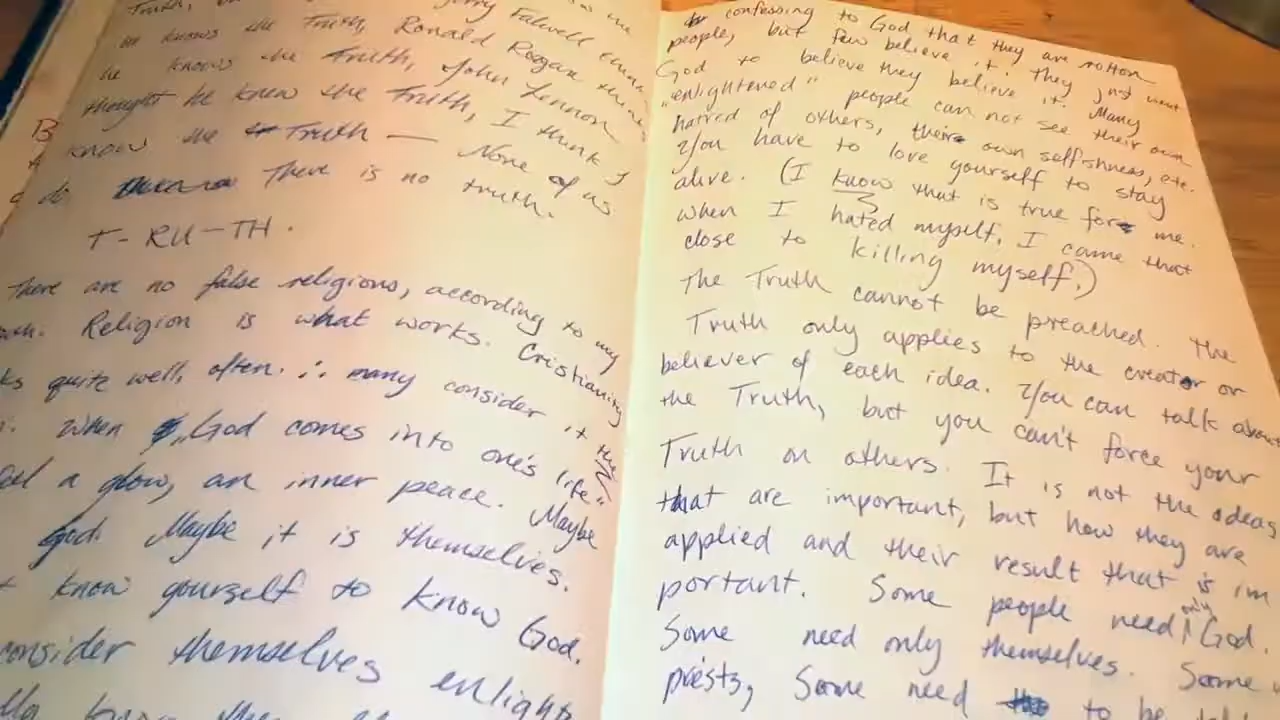 Truth,
Jerry Falwell thinks
he knows the Truth, Ronald Reagan thinks
he knows the Truth, John Lennon
thought he knew the Truth, I think I
know the Truth — None of us
do. There is no truth.
T-RU-TH.
There are no false religions, according to my
Religion is what works. Cristianity
quite well, often. ∴ many consider it the
When "God comes into one's life"
a glow, an inner peace. Maybe
God. Maybe it is themselves.
know yourself to know God.
consider themselves
confessing to God that they are rotten
people, but few believe it. They just want
God to believe they believe it. Many
"enlightened" people can not see their own
hatred of others, their own selfishness, etc.
You have to love yourself to stay
alive. (I know that is true for me.
when I hated myself, I came that
close to killing myself.)
The Truth cannot be preached. The
Truth only applies to the creator or
believer of each idea. You can talk about
the Truth, but you can't force your
Truth on others. It is not the ideas
that are important, but how they are
applied and their result that is im
portant. Some people need only God.
Some need only themselves. Some
priests, Some need to be